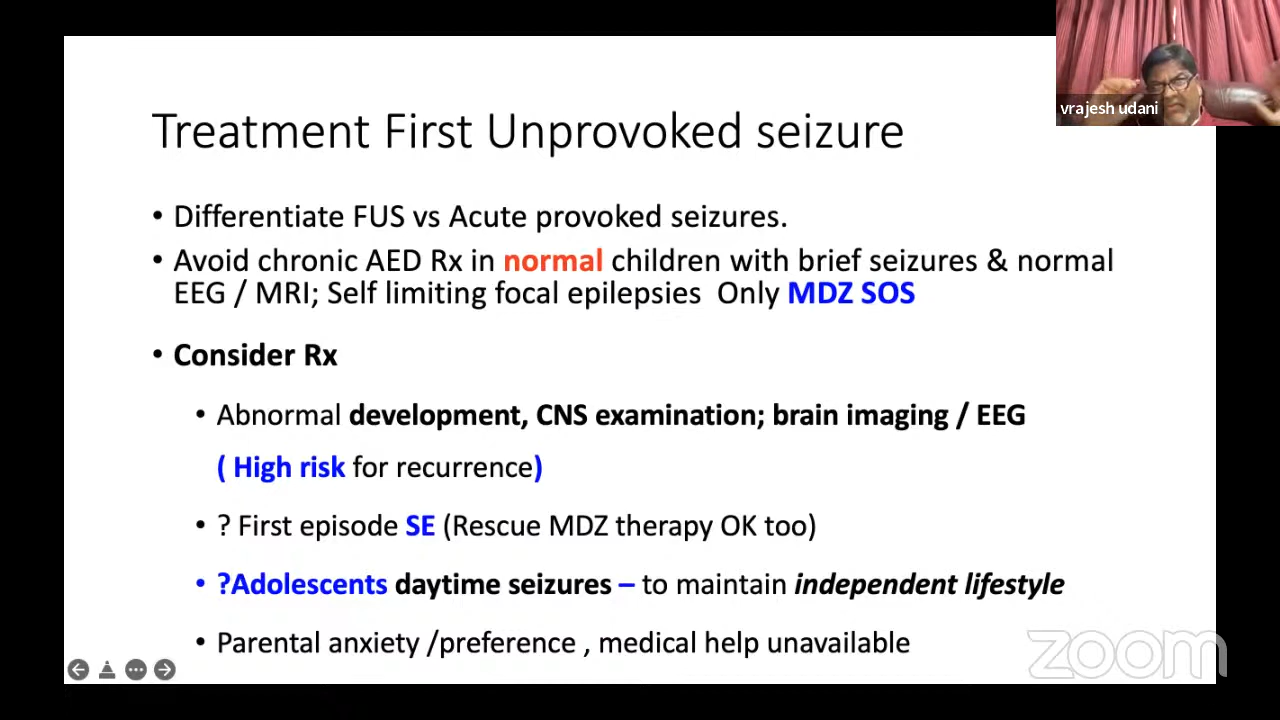 vrajesh udani
Treatment First Unprovoked seizure
• Differentiate FUS vs Acute provoked seizures.
• Avoid chronic AED Rx in normal children with brief seizures & normal
EEG / MRI; Self limiting focal epilepsies Only MDZ SOS
• Consider Rx
• Abnormal development, CNS examination; brain imaging / EEG
( High risk for recurrence)
• ? First episode SE (Rescue MDZ therapy OK too)
• ?Adolescents daytime seizures – to maintain independent lifestyle
• Parental anxiety /preference , medical help unavailable
zoom